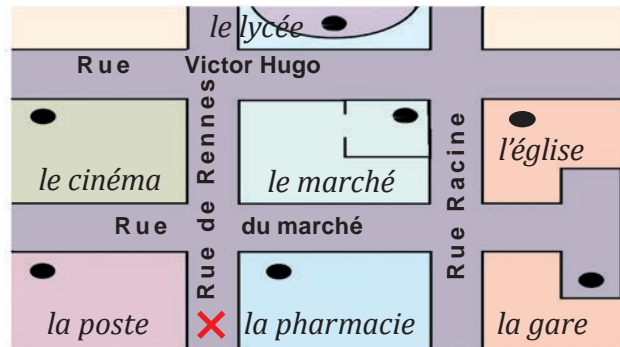 le lycée
Rue Victor Hugo
Rue de Rennes
Rue Racine
le cinéma
le marché
l'église
Rue du marché
la poste
la pharmacie
la gare